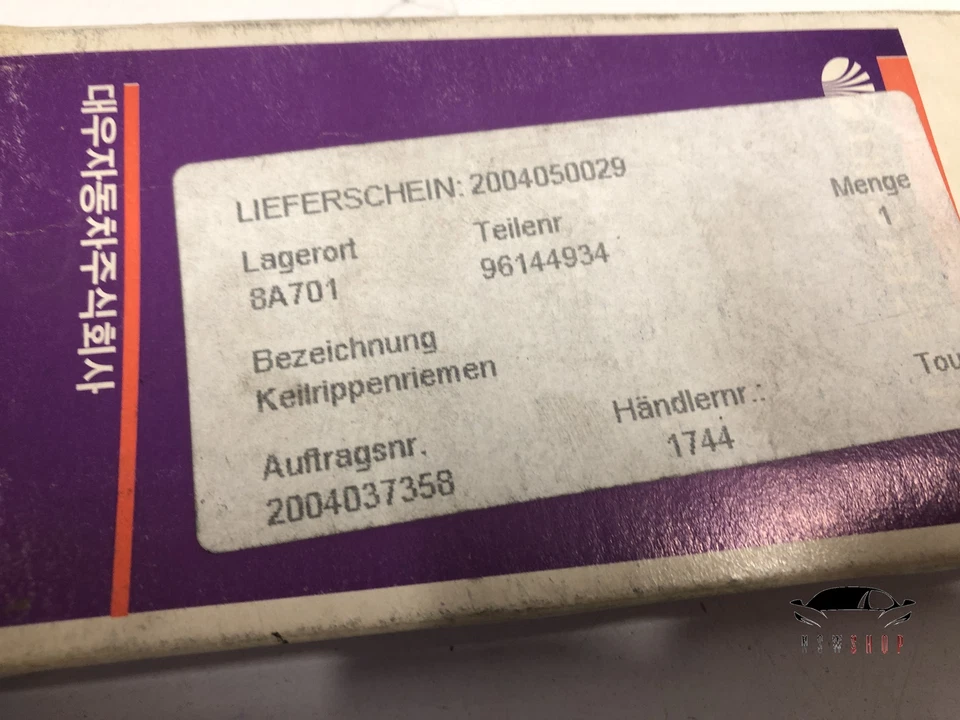 대우자동차주식회사
LIEFERSCHEIN: 2004050029
Lagerort Teilenr Menge
8A701 96144934 1
Bezeichnung
Keilrippenriemen Tou
Auftragsnr. Händlernr.:
2004037358 1744
NSWSHOP